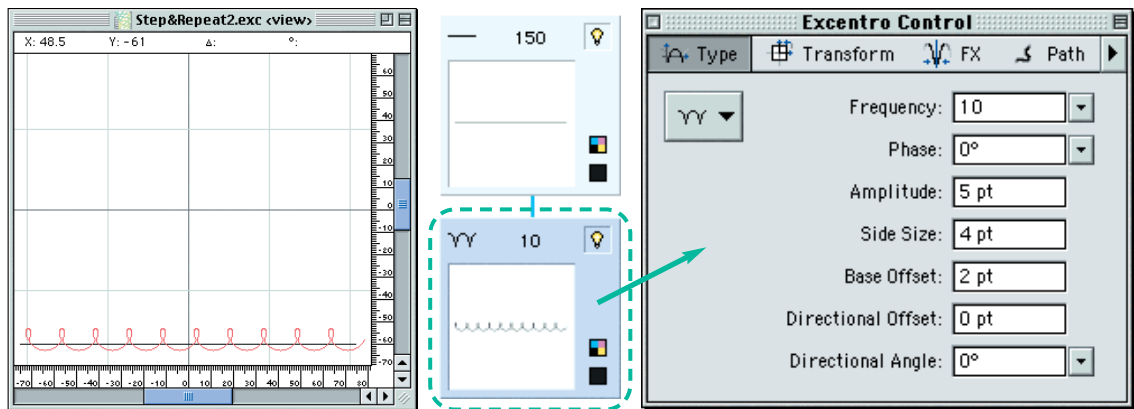 Step&Repeat2.exc <view>
X: 48.5 Y: -61 Δ: °:
60
50
40
30
20
10
0
-10
-20
-30
-40
-50
-60
-70
-70 -60 -50 -40 -30 -20 -10 0 10 20 30 40 50 60 70 80
150
10
Excentro Control
Type Transform FX Path
Frequency: 10
Phase: 0°
Amplitude: 5 pt
Side Size: 4 pt
Base Offset: 2 pt
Directional Offset: 0 pt
Directional Angle: 0°